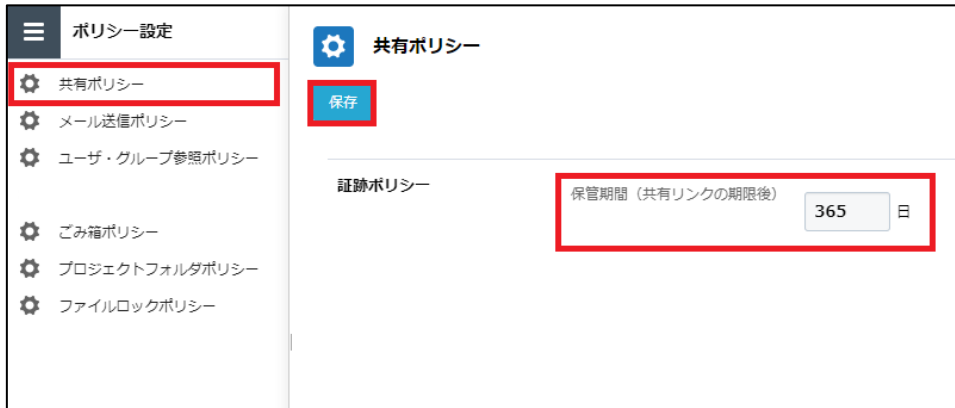 ポリシー設定
共有ポリシー
メール送信ポリシー
ユーザ・グループ参照ポリシー
ごみ箱ポリシー
プロジェクトフォルダポリシー
ファイルロックポリシー
共有ポリシー
保存
証跡ポリシー
保管期間（共有リンクの期限後）
365 日